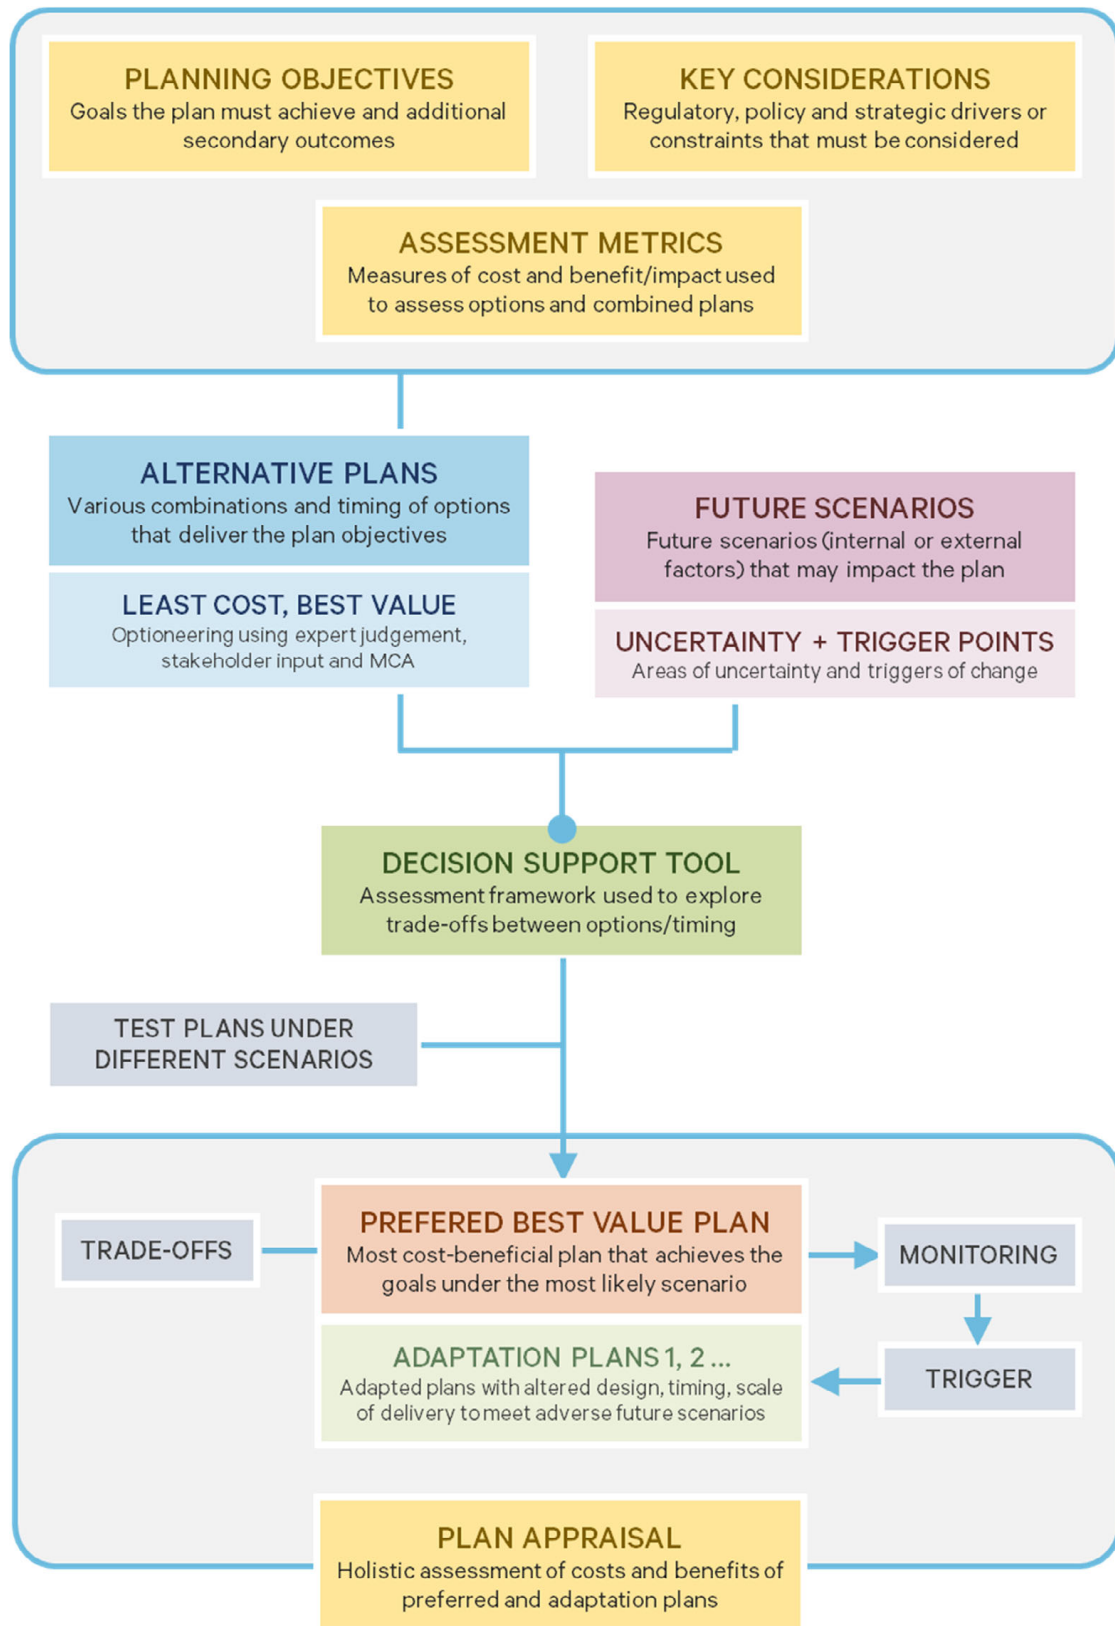 PLANNING OBJECTIVES
Goals the plan must achieve and additional
secondary outcomes
KEY CONSIDERATIONS
Regulatory, policy and strategic drivers or
constraints that must be considered
ASSESSMENT METRICS
Measures of cost and benefit/impact used
to assess options and combined plans
ALTERNATIVE PLANS
Various combinations and timing of options
that deliver the plan objectives
LEAST COST, BEST VALUE
Optioneering using expert judgement,
stakeholder input and MCA
FUTURE SCENARIOS
Future scenarios (internal or external
factors) that may impact the plan
UNCERTAINTY + TRIGGER POINTS
Areas of uncertainty and triggers of change
DECISION SUPPORT TOOL
Assessment framework used to explore
trade-offs between options/timing
TEST PLANS UNDER
DIFFERENT SCENARIOS
TRADE-OFFS
PREFERED BEST VALUE PLAN
Most cost-beneficial plan that achieves the
goals under the most likely scenario
MONITORING
TRIGGER
ADAPTATION PLANS 1, 2 ...
Adapted plans with altered design, timing, scale
of delivery to meet adverse future scenarios
PLAN APPRAISAL
Holistic assessment of costs and benefits of
preferred and adaptation plans